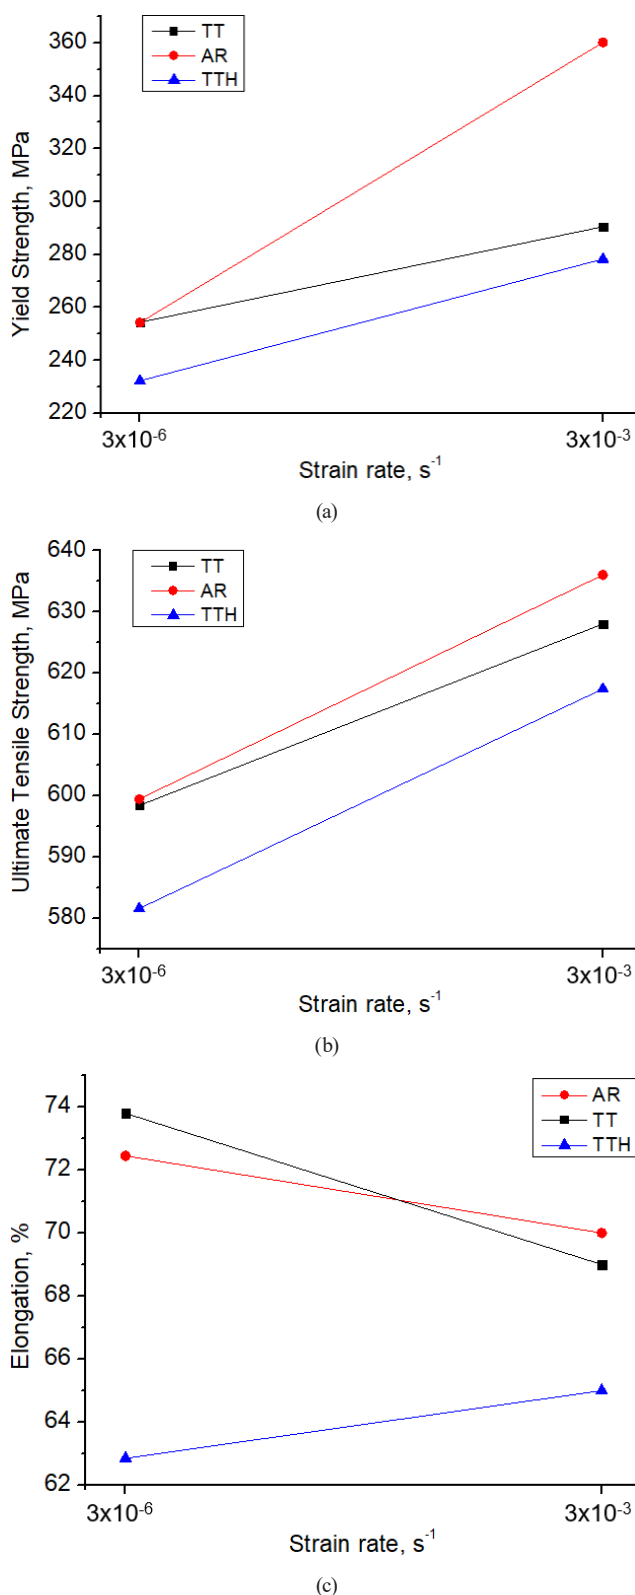 TT
AR
TTH
Yield Strength, MPa
360
340
320
300
280
260
240
220
3x10⁻⁶
3x10⁻³
Strain rate, s⁻¹
(a)
TT
AR
TTH
Ultimate Tensile Strength, MPa
640
630
620
610
600
590
580
3x10⁻⁶
3x10⁻³
Strain rate, s⁻¹
(b)
AR
TT
TTH
Elongation, %
74
72
70
68
66
64
62
3x10⁻⁶
3x10⁻³
Strain rate, s⁻¹
(c)